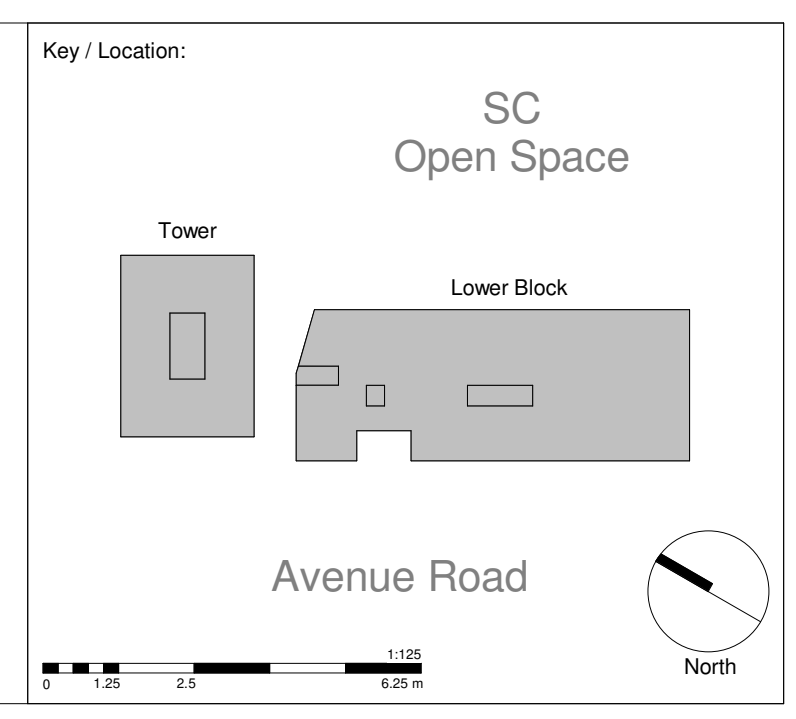 Key / Location:
SC
Open Space
Tower
Lower Block
Avenue Road
1:125
0 1.25 2.5 6.25 m
North